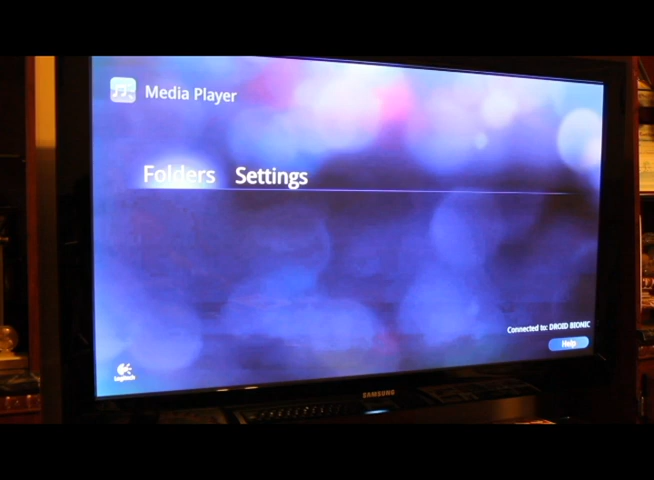 Media Player
Folders Settings
Connected to: DROID BIONIC
Help
Logitech
SAMSUNG